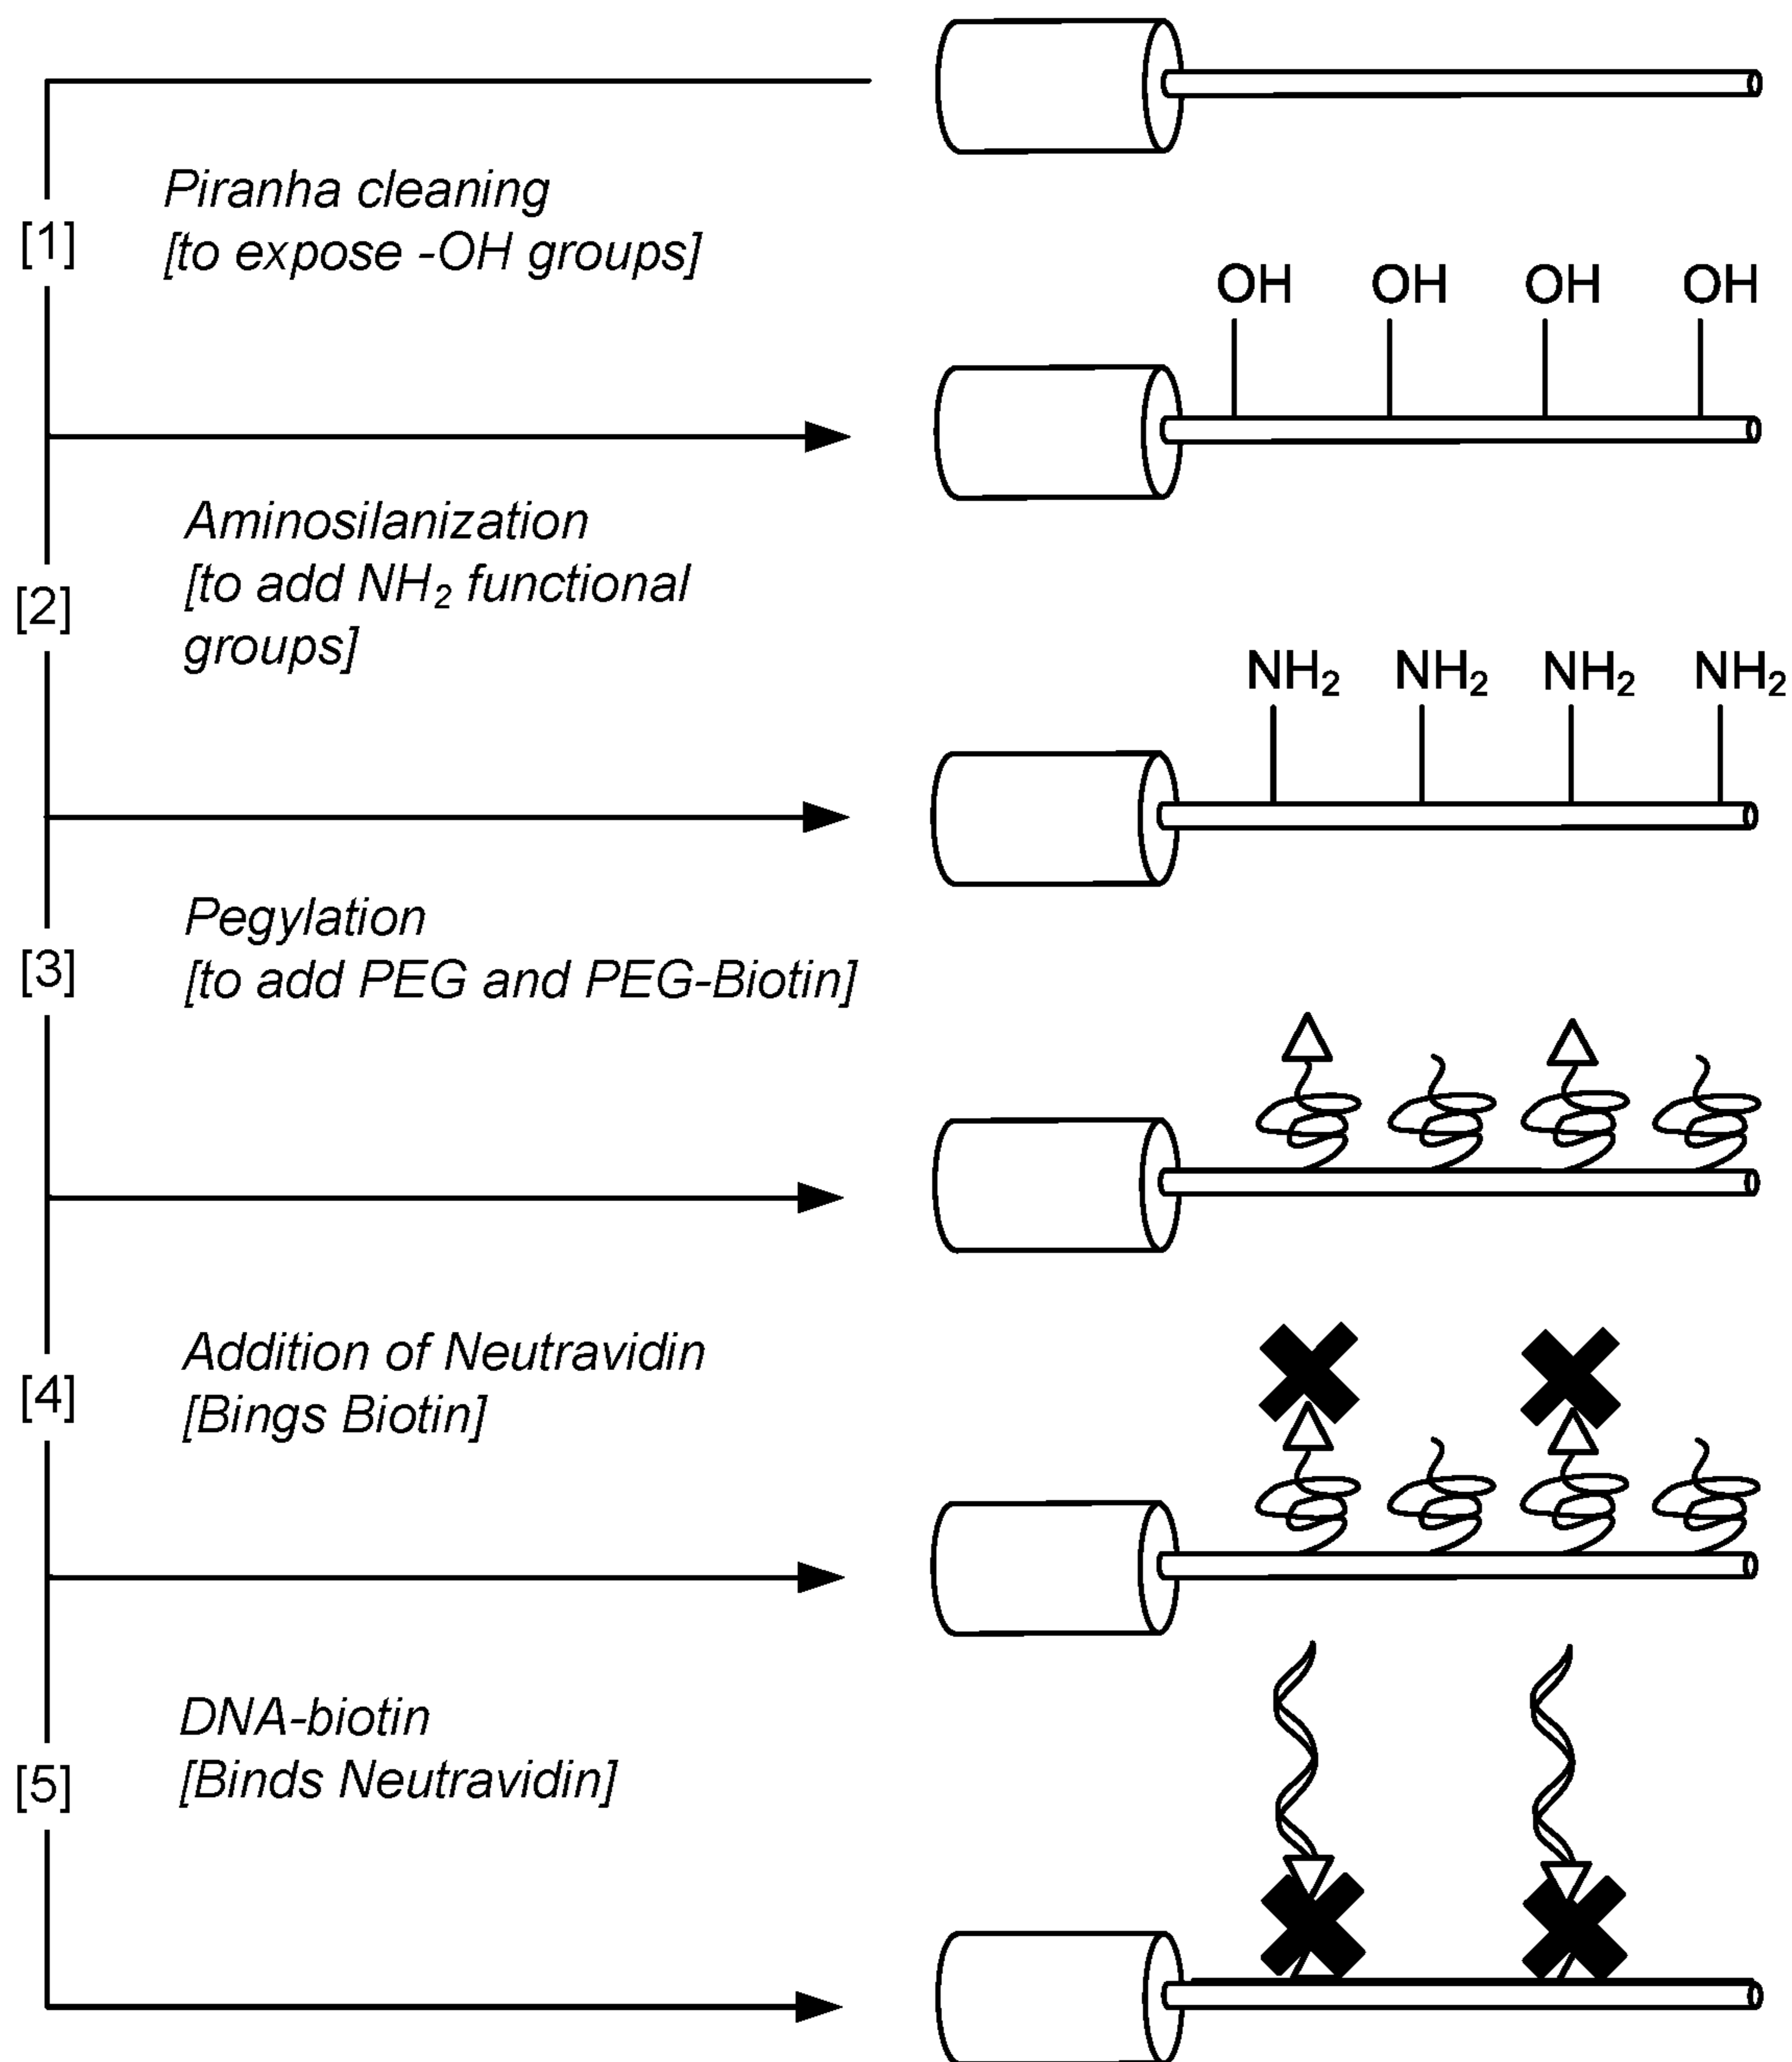 Piranha cleaning
[1]
[to expose -OH groups]
OH OH OH OH
Aminosilanization
[2]
[to add NH₂ functional
groups]
NH₂ NH₂ NH₂ NH₂
Pegylation
[3]
[to add PEG and PEG-Biotin]
Addition of Neutravidin
[4]
[Bings Biotin]
DNA-biotin
[5]
[Binds Neutravidin]